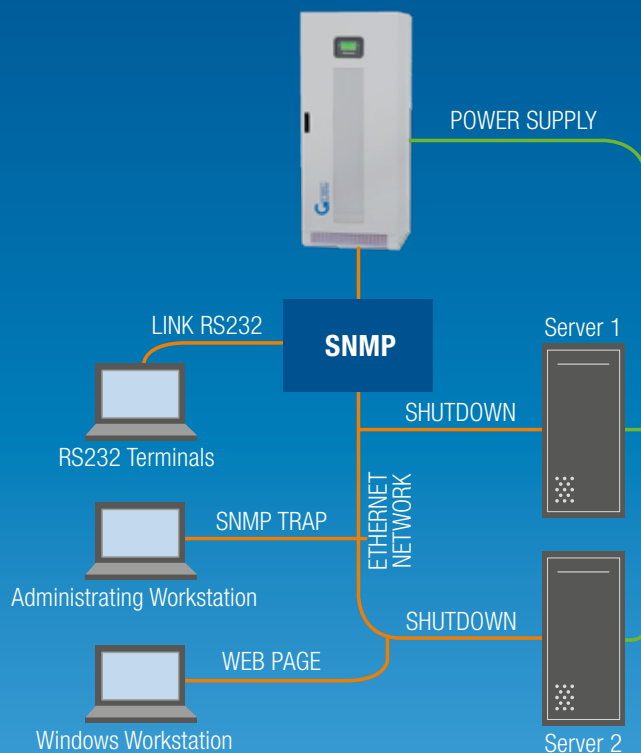 POWER SUPPLY
LINK RS232
SNMP
Server 1
SHUTDOWN
RS232 Terminals
ETHERNET
NETWORK
SNMP TRAP
Administrating Workstation
SHUTDOWN
WEB PAGE
Windows Workstation
Server 2